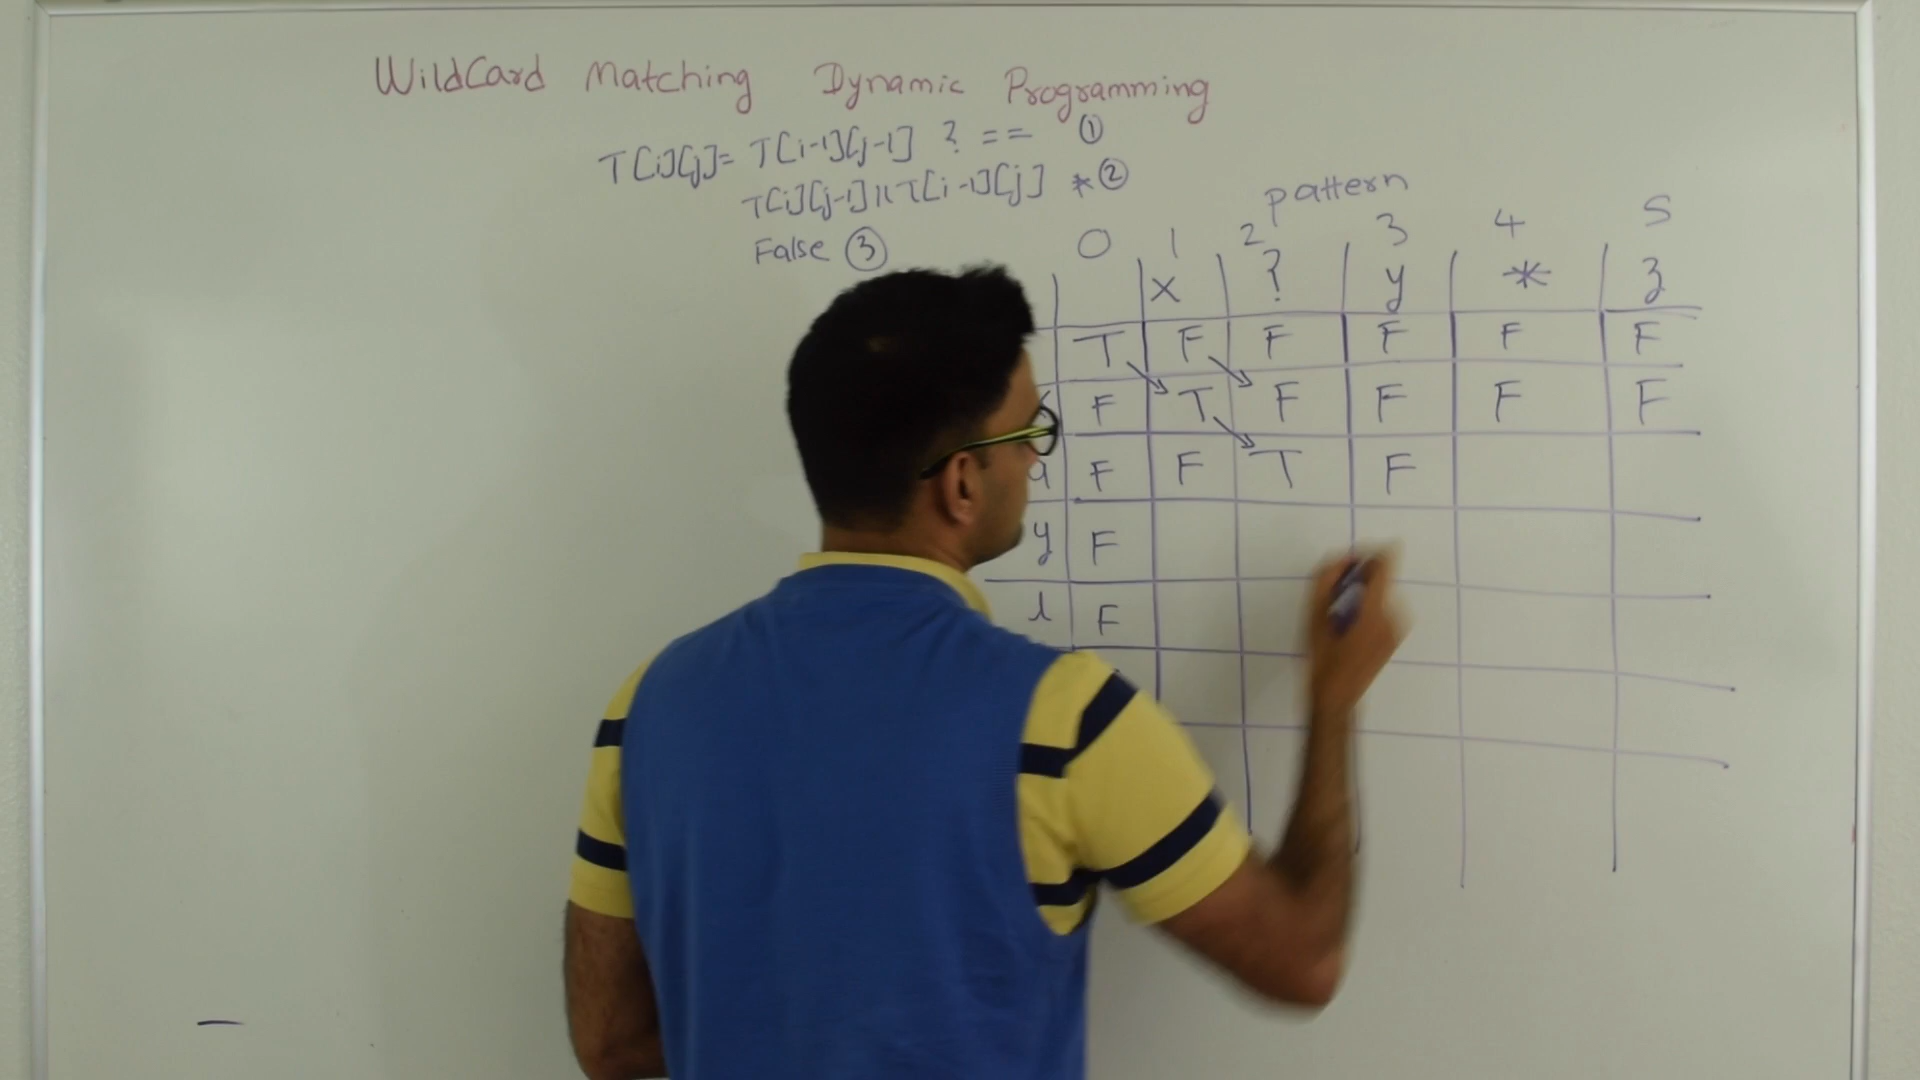 WildCard Matching Dynamic Programming
T[i][j]= T[i-1][j-1] ? == ①
T[i][j-1] || T[i-1][j] * ②
False ③
pattern
0 1 2 3 4 5
x ? y * z
T F F F F F
F T F F F F
a F F T F
y F
l F